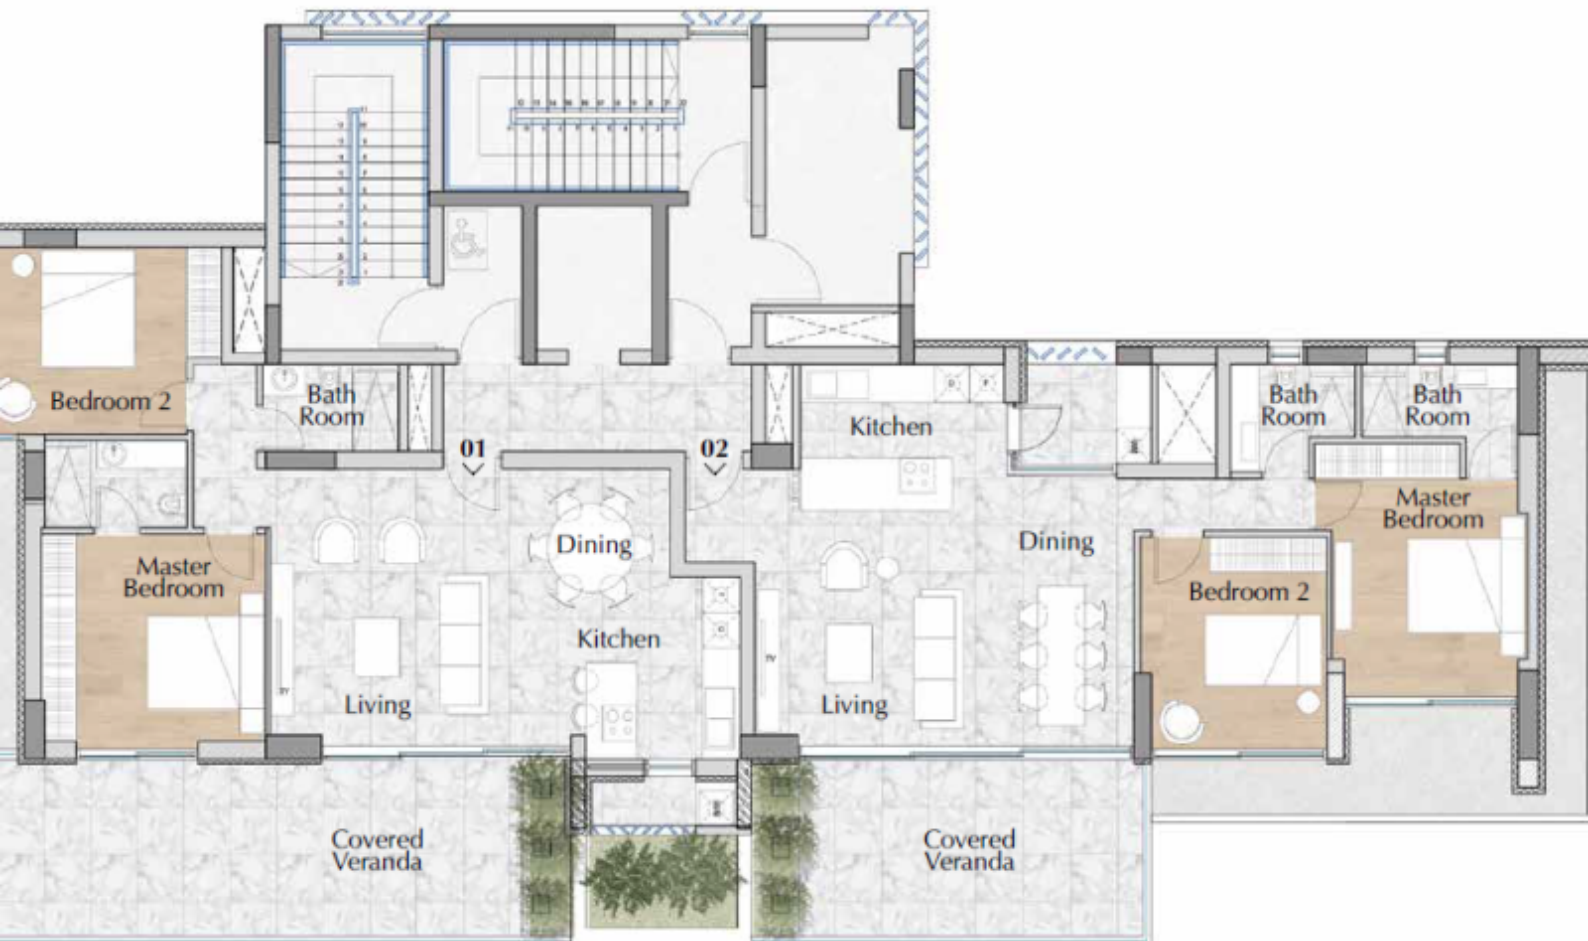 Bedroom 2
Bath
Room
01
02
Kitchen
Bath
Room
Bath
Room
Master
Bedroom
Dining
Dining
Master
Bedroom
Bedroom 2
Kitchen
Living
Living
TV
Covered
Veranda
Covered
Veranda